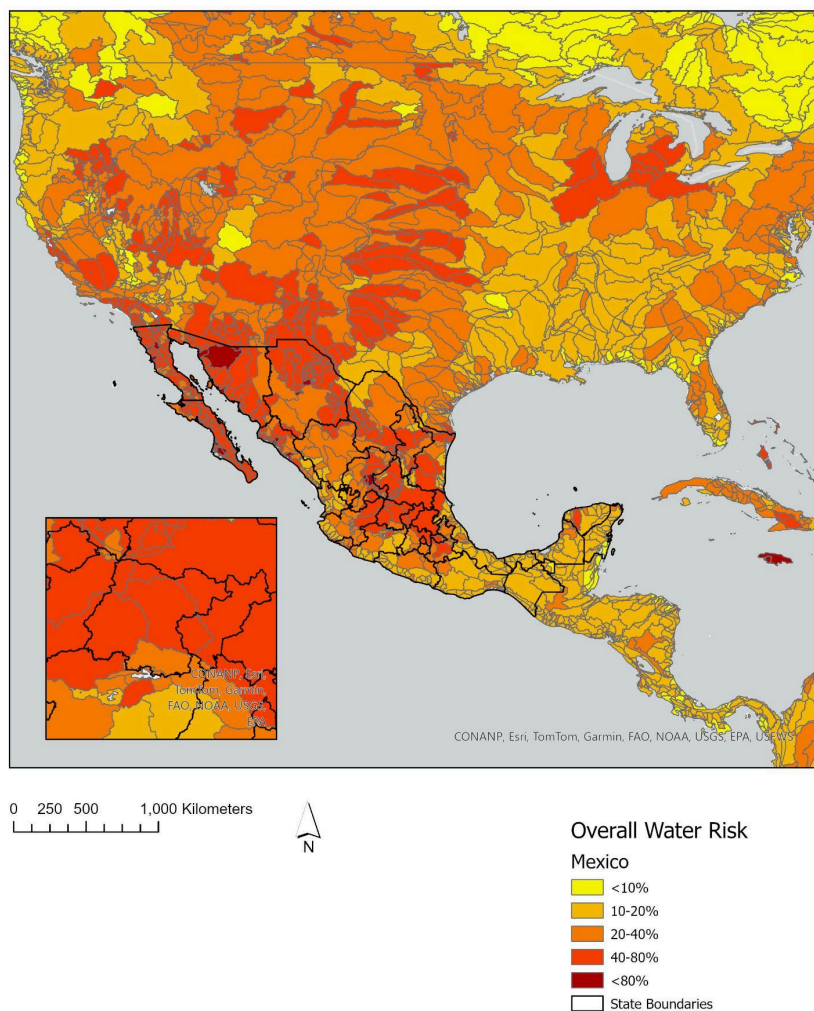 CONANP, Esri,
TomTom, Garmin,
FAO, NOAA, USGS,
EPA
CONANP, Esri, TomTom, Garmin, FAO, NOAA, USGS, EPA, USFWS
0 250 500 1,000 Kilometers
N
Overall Water Risk
Mexico
<10%
10-20%
20-40%
40-80%
<80%
State Boundaries